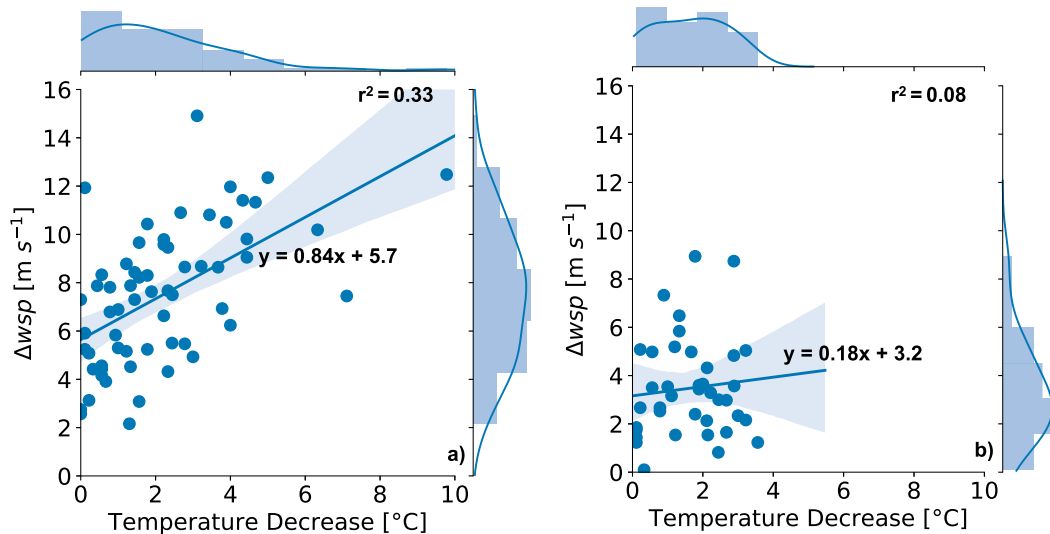 r² = 0.33
16
14
12
10
8
6
4
2
0
Δwsp [m s⁻¹]
y = 0.84x + 5.7
a)
0 2 4 6 8 10
Temperature Decrease [°C]
r² = 0.08
16
14
12
10
8
6
4
2
0
Δwsp [m s⁻¹]
y = 0.18x + 3.2
b)
0 2 4 6 8 10
Temperature Decrease [°C]